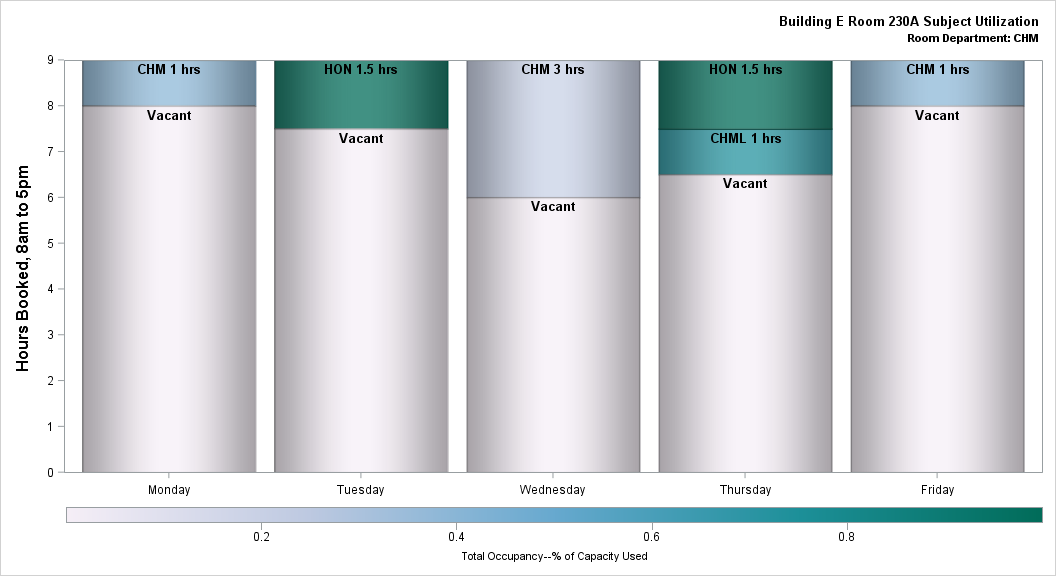 Building E Room 230A Subject Utilization
Room Department: CHM
Hours Booked, 8am to 5pm
9
8
7
6
5
4
3
2
1
0
CHM 1 hrs
Vacant
HON 1.5 hrs
Vacant
CHM 3 hrs
Vacant
HON 1.5 hrs
CHML 1 hrs
Vacant
CHM 1 hrs
Vacant
Monday
Tuesday
Wednesday
Thursday
Friday
0.2
0.4
0.6
0.8
Total Occupancy--% of Capacity Used